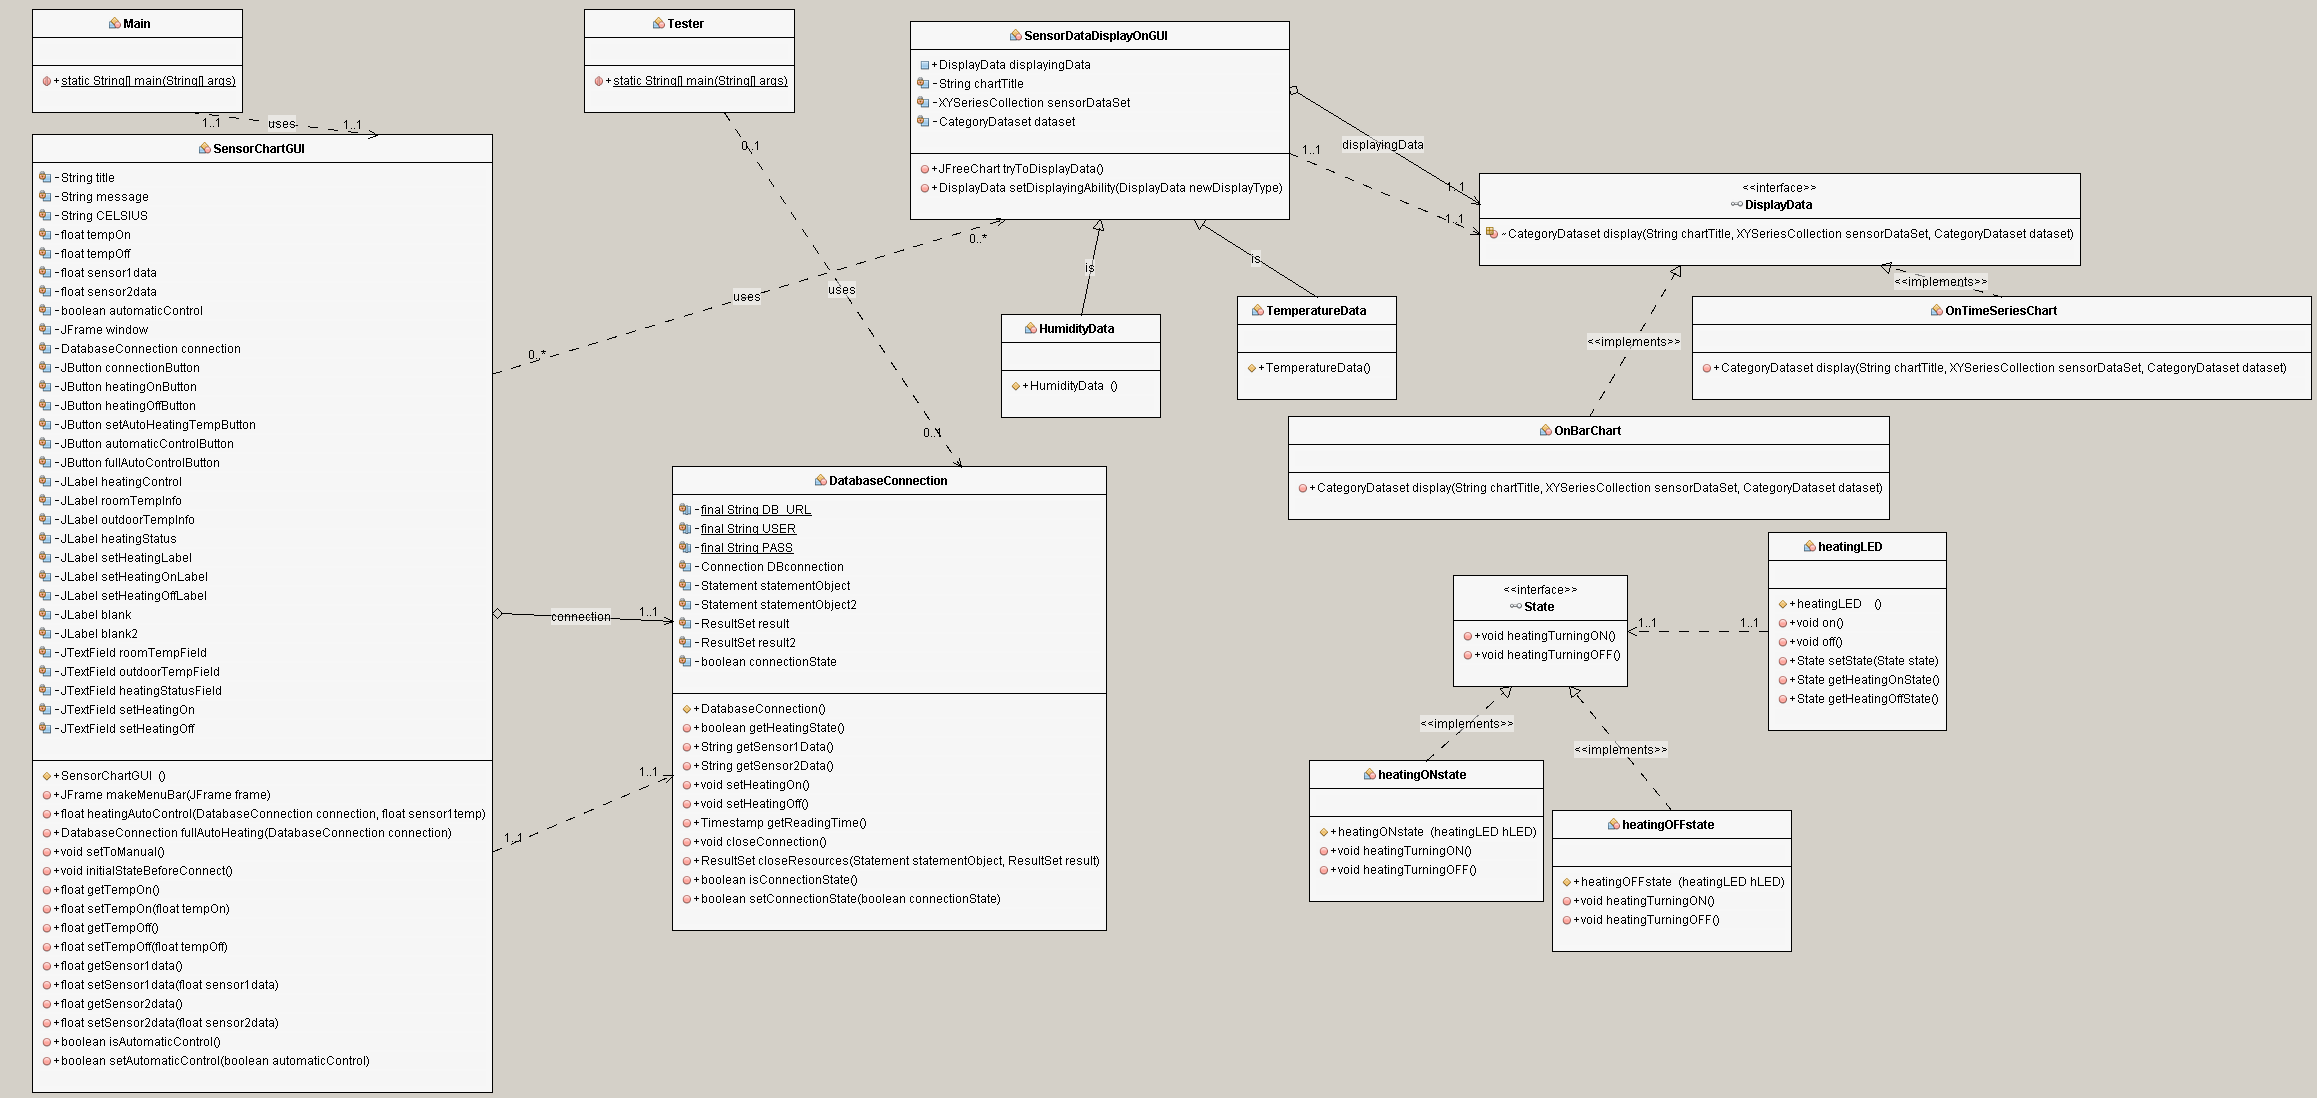 Main
+static String[] main(String[] args)
1..1
uses
1..1
SensorChartGUI
-String title
-String message
-String CELSIUS
-float tempOn
-float tempOff
-float sensor1data
-float sensor2data
-boolean automaticControl
-JFrame window
-DatabaseConnection connection
-JButton connectionButton
-JButton heatingOnButton
-JButton heatingOffButton
-JButton setAutoHeatingTempButton
-JButton automaticControlButton
-JButton fullAutoControlButton
-JLabel heatingControl
-JLabel roomTempInfo
-JLabel outdoorTempInfo
-JLabel heatingStatus
-JLabel setHeatingLabel
-JLabel setHeatingOnLabel
-JLabel setHeatingOffLabel
-JLabel blank
-JLabel blank2
-JTextField roomTempField
-JTextField outdoorTempField
-JTextField heatingStatusField
-JTextField setHeatingOn
-JTextField setHeatingOff
+SensorChartGUI ()
+JFrame makeMenuBar(JFrame frame)
+float heatingAutoControl(DatabaseConnection connection, float sensor1temp)
+DatabaseConnection fullAutoHeating(DatabaseConnection connection)
+void setToManual()
+void initialStateBeforeConnect()
+float getTempOn()
+float setTempOn(float tempOn)
+float getTempOff()
+float setTempOff(float tempOff)
+float getSensor1data()
+float setSensor1data(float sensor1data)
+float getSensor2data()
+float setSensor2data(float sensor2data)
+boolean isAutomaticControl()
+boolean setAutomaticControl(boolean automaticControl)
Tester
+static String[] main(String[] args)
0..1
uses
0..1
0..*
uses
0..*
connection
1..1
1..1
1..1
DatabaseConnection
-final String DB_URL
-final String USER
-final String PASS
-Connection DBconnection
-Statement statementObject
-Statement statementObject2
-ResultSet result
-ResultSet result2
-boolean connectionState
+DatabaseConnection()
+boolean getHeatingState()
+String getSensor1Data()
+String getSensor2Data()
+void setHeatingOn()
+void setHeatingOff()
+Timestamp getReadingTime()
+void closeConnection()
+ResultSet closeResources(Statement statementObject, ResultSet result)
+boolean isConnectionState()
+boolean setConnectionState(boolean connectionState)
SensorDataDisplayOnGUI
+DisplayData displayingData
-String chartTitle
-XYSeriesCollection sensorDataSet
-CategoryDataset dataset
+JFreeChart tryToDisplayData()
+DisplayData setDisplayingAbility(DisplayData newDisplayType)
displayingData
1..1
1..1
1..1
is
is
HumidityData
+HumidityData ()
TemperatureData
+TemperatureData()
<<interface>>
DisplayData
~CategoryDataset display(String chartTitle, XYSeriesCollection sensorDataSet, CategoryDataset dataset)
<<implements>>
<<implements>>
OnTimeSeriesChart
+CategoryDataset display(String chartTitle, XYSeriesCollection sensorDataSet, CategoryDataset dataset)
OnBarChart
+CategoryDataset display(String chartTitle, XYSeriesCollection sensorDataSet, CategoryDataset dataset)
<<interface>>
State
+void heatingTurningON()
+void heatingTurningOFF()
1..1
1..1
heatingLED
+heatingLED ()
+void on()
+void off()
+State setState(State state)
+State getHeatingOnState()
+State getHeatingOffState()
<<implements>>
<<implements>>
heatingONstate
+heatingONstate (heatingLED hLED)
+void heatingTurningON()
+void heatingTurningOFF()
heatingOFFstate
+heatingOFFstate (heatingLED hLED)
+void heatingTurningON()
+void heatingTurningOFF()